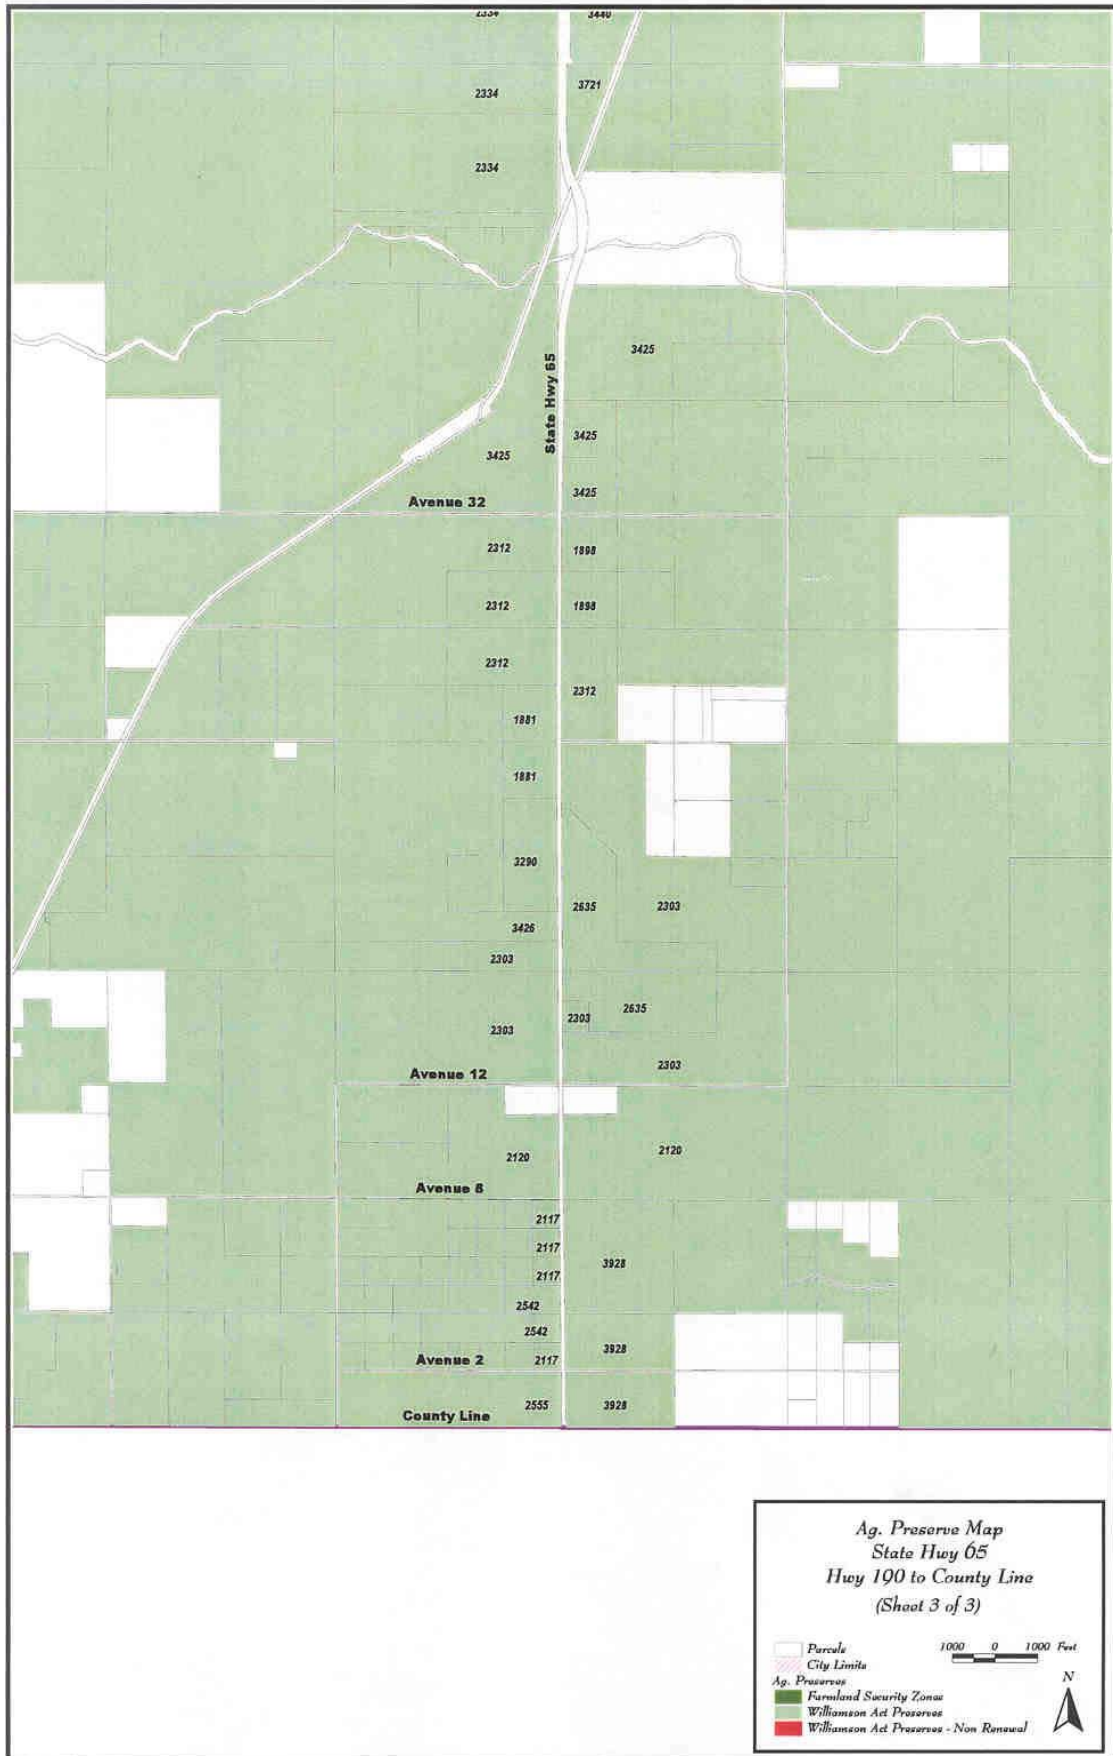 2334
3440
2334
3721
2334
State Hwy 65
3425
3425
3425
Avenue 32
3425
2312
1898
2312
1898
2312
2312
1881
1881
3290
2635
2303
3426
2303
2303
2303
2635
Avenue 12
2303
2120
2120
Avenue 8
2117
2117
3928
2117
2542
2542
Avenue 2
2117
3928
County Line
2555
3928
Ag. Preserve Map
State Hwy 65
Hwy 190 to County Line
(Sheet 3 of 3)
Parcels
1000 0 1000 Feet
City Limits
Ag. Preserves
N
Farmland Security Zones
Williamson Act Preserves
Williamson Act Preserves - Non Renewal